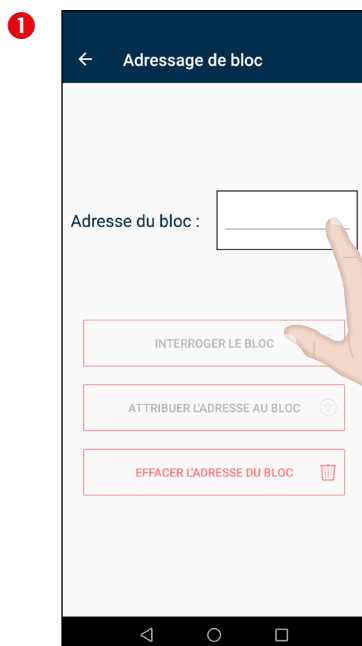 1
Adressage de bloc
Adresse du bloc :
INTERROGER LE BLOC
ATTRIBUER L'ADRESSE AU BLOC
EFFACER L'ADRESSE DU BLOC